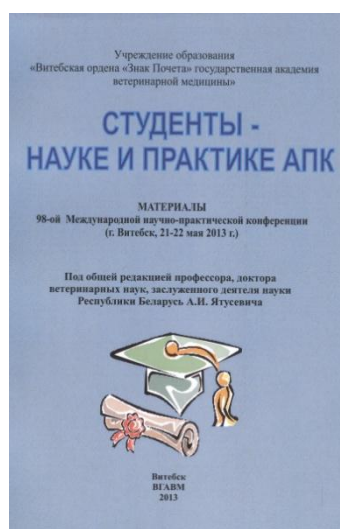 Учреждение образования
«Витебская ордена «Знак Почета» государственная академия
ветеринарной медицины»
СТУДЕНТЫ -
НАУКЕ И ПРАКТИКЕ АПК
МАТЕРИАЛЫ
98-ой Международной научно-практической конференции
(г. Витебск, 21-22 мая 2013 г.)
Под общей редакцией профессора, доктора
ветеринарных наук, заслуженного деятеля науки
Республики Беларусь А.И. Ятусевича
Витебск
ВГАВМ
2013